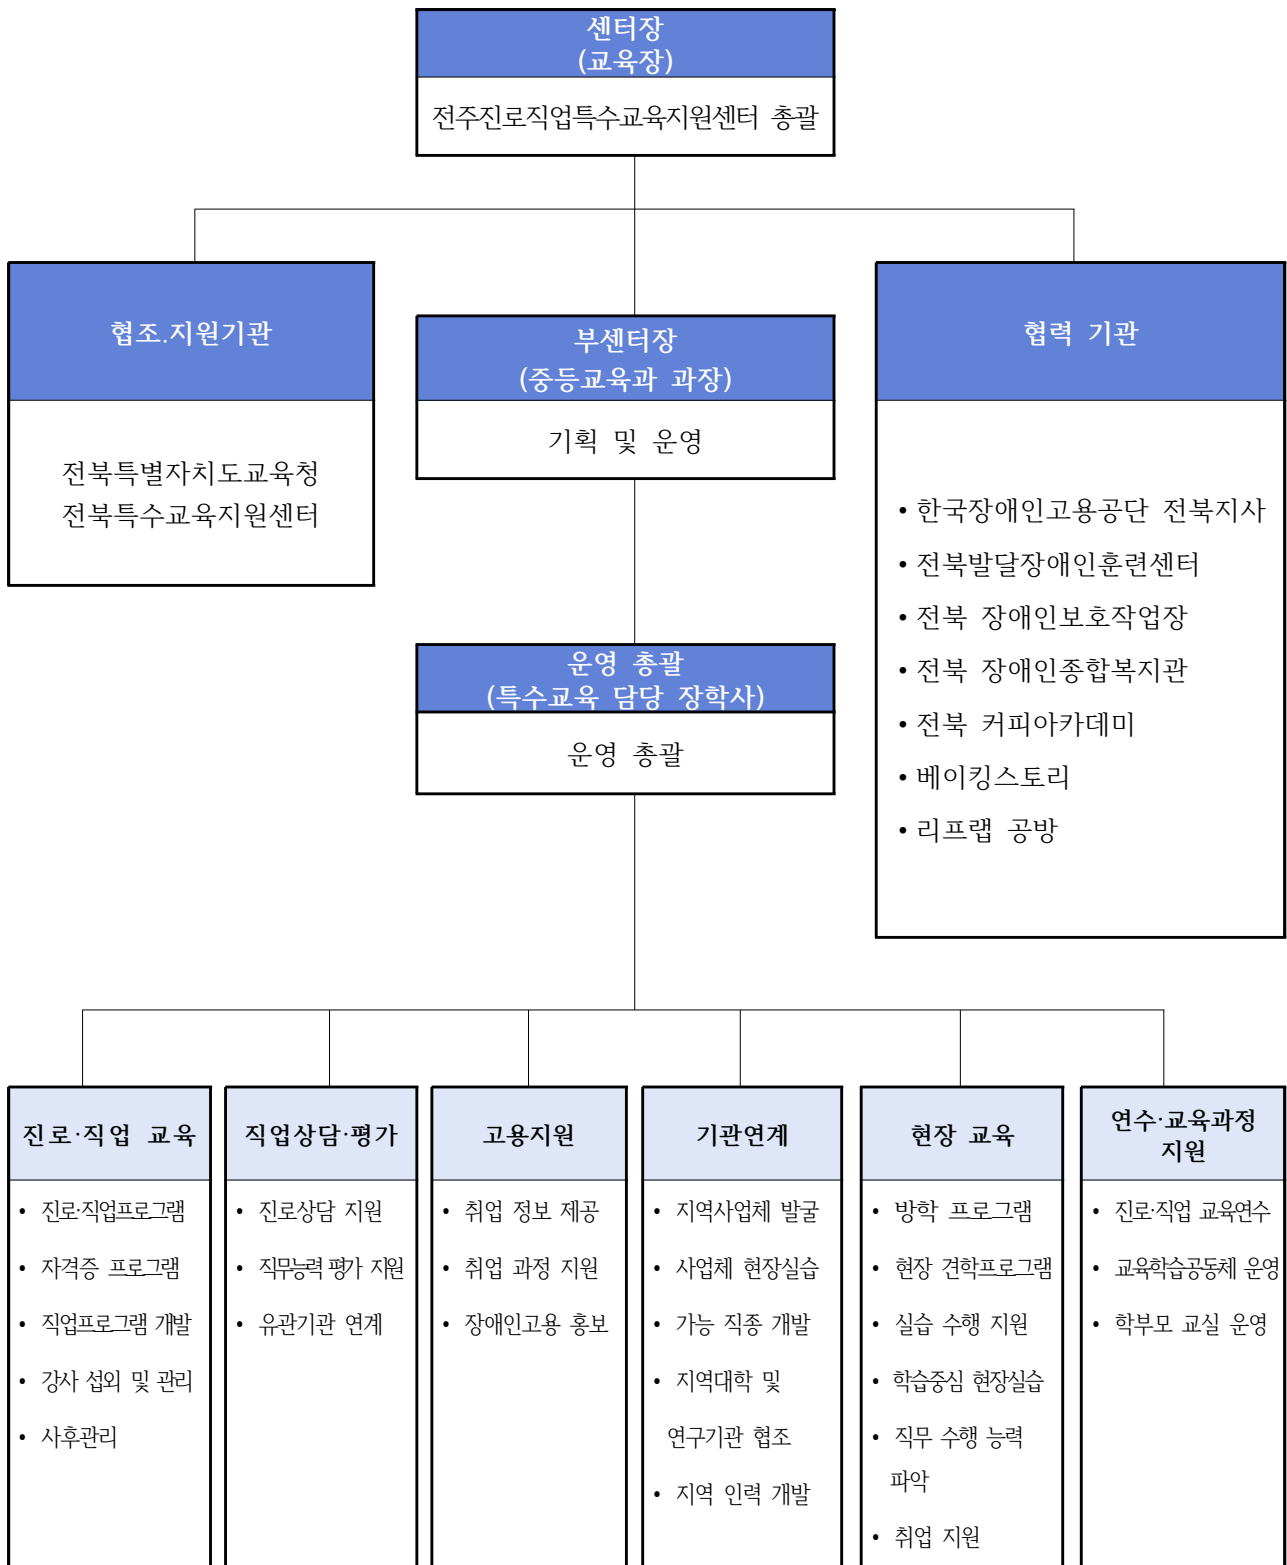 센터장
(교육장)
전주진로직업특수교육지원센터 총괄
협조.지원기관
전북특별자치도교육청
전북특수교육지원센터
부센터장
(중등교육과 과장)
기획 및 운영
협력 기관
• 한국장애인고용공단 전북지사
• 전북발달장애인훈련센터
• 전북 장애인보호작업장
• 전북 장애인종합복지관
• 전북 커피아카데미
• 베이킹스토리
• 리프랩 공방
운영 총괄
(특수교육 담당 장학사)
운영 총괄
진로·직업 교육
• 진로·직업프로그램
• 자격증 프로그램
• 직업프로그램 개발
• 강사 섭외 및 관리
• 사후관리
직업상담·평가
• 진로상담 지원
• 직무능력 평가 지원
• 유관기관 연계
고용지원
• 취업 정보 제공
• 취업 과정 지원
• 장애인고용 홍보
기관연계
• 지역사업체 발굴
• 사업체 현장실습
• 가능 직종 개발
• 지역대학 및
연구기관 협조
• 지역 인력 개발
현장 교육
• 방학 프로그램
• 현장 견학프로그램
• 실습 수행 지원
• 학습중심 현장실습
• 직무 수행 능력
파악
• 취업 지원
연수·교육과정
지원
• 진로·직업 교육연수
• 교육학습공동체 운영
• 학부모 교실 운영